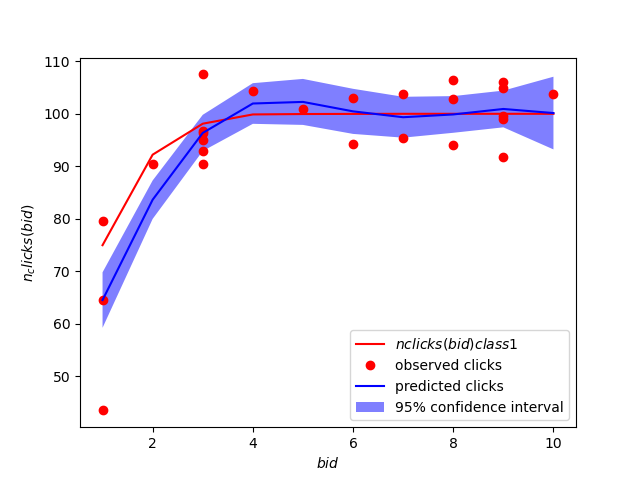 110
100
90
80
70
60
50
n_clicks(bid)
nclicks(bid)class1
observed clicks
predicted clicks
95% confidence interval
2
4
6
8
10
bid